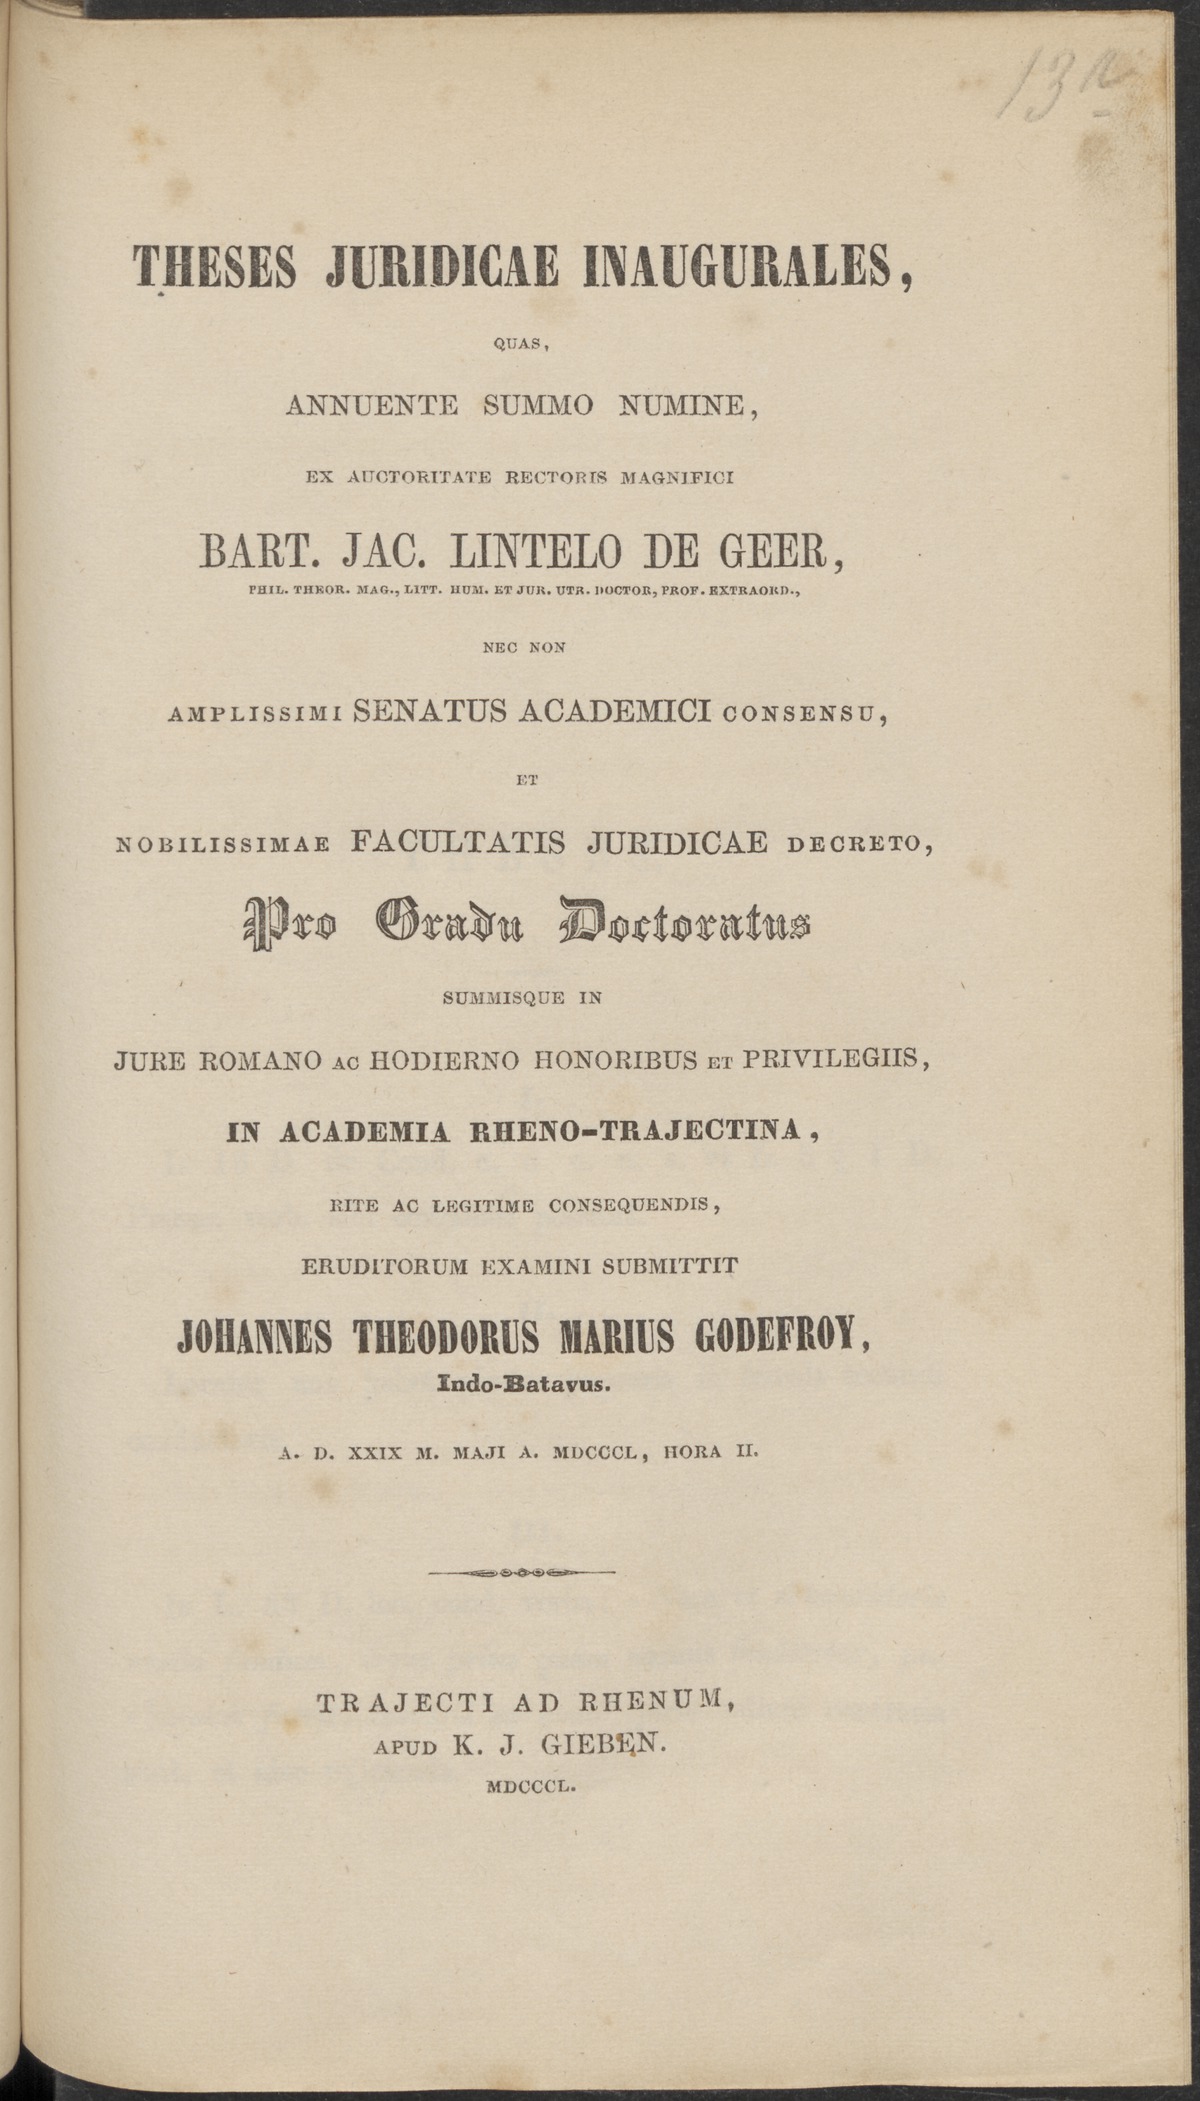 THESES JURIDICAE INAUGURALES,
QUAS,
ANNUENTE SUMMO NUMINE,
EX AUCTORITATE RECTORIS MAGNIFICI
BART. JAC. LINTELO DE GEER,
PHIL. THEOR. MAG., LITT. HUM. ET JUR. UTR. DOCTOR, PROF. EXTRAORD.,
NEC NON
AMPLISSIMI SENATUS ACADEMICI CONSENSU,
ET
NOBILISSIMAE FACULTATIS JURIDICAE DECRETO,
Pro Gradu Doctoratus
SUMMISQUE IN
JURE ROMANO AC HODIERNO HONORIBUS ET PRIVILEGIIS,
IN ACADEMIA RHENO-TRAJECTINA,
RITE AC LEGITIME CONSEQUENDIS,
ERUDITORUM EXAMINI SUBMITTIT
JOHANNES THEODORUS MARIUS GODEFROY,
Indo-Batavus.
A. D. XXIX M. MAJI A. MDCCCL, HORA II.
TRAJECTI AD RHENUM,
APUD K. J. GIEBEN.
MDCCCL.